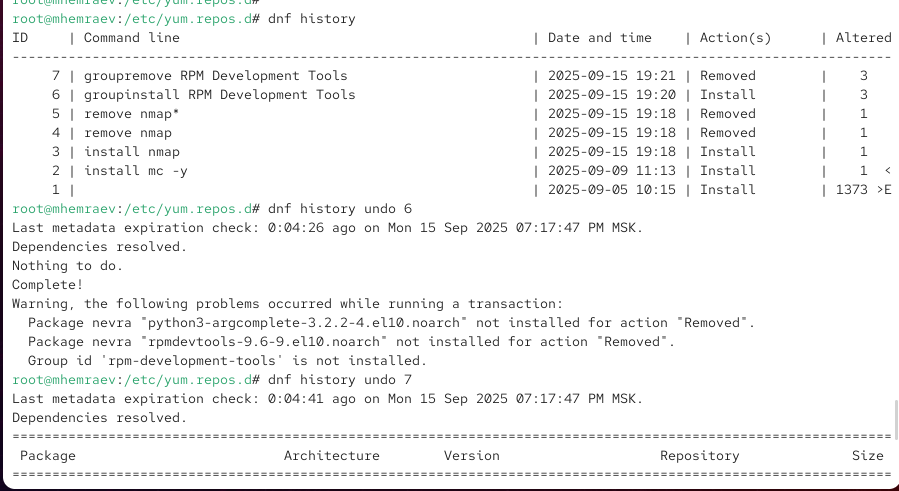 root@mhemraev:/etc/yum.repos.d#
root@mhemraev:/etc/yum.repos.d# dnf history
ID     | Command line                                            | Date and time    | Action(s)      | Altered
--------------------------------------------------------------------------------------------------------------
     7 | groupremove RPM Development Tools                       | 2025-09-15 19:21 | Removed        |    3
     6 | groupinstall RPM Development Tools                      | 2025-09-15 19:20 | Install        |    3
     5 | remove nmap*                                            | 2025-09-15 19:18 | Removed        |    1
     4 | remove nmap                                             | 2025-09-15 19:18 | Removed        |    1
     3 | install nmap                                            | 2025-09-15 19:18 | Install        |    1
     2 | install mc -y                                           | 2025-09-09 11:13 | Install        |    1  <
     1 |                                                         | 2025-09-05 10:15 | Install        | 1373 >E
root@mhemraev:/etc/yum.repos.d# dnf history undo 6
Last metadata expiration check: 0:04:26 ago on Mon 15 Sep 2025 07:17:47 PM MSK.
Dependencies resolved.
Nothing to do.
Complete!
Warning, the following problems occurred while running a transaction:
  Package nevra "python3-argcomplete-3.2.2-4.el10.noarch" not installed for action "Removed".
  Package nevra "rpmdevtools-9.6-9.el10.noarch" not installed for action "Removed".
  Group id 'rpm-development-tools' is not installed.
root@mhemraev:/etc/yum.repos.d# dnf history undo 7
Last metadata expiration check: 0:04:41 ago on Mon 15 Sep 2025 07:17:47 PM MSK.
Dependencies resolved.
==============================================================================================================
 Package                          Architecture        Version                    Repository              Size
==============================================================================================================